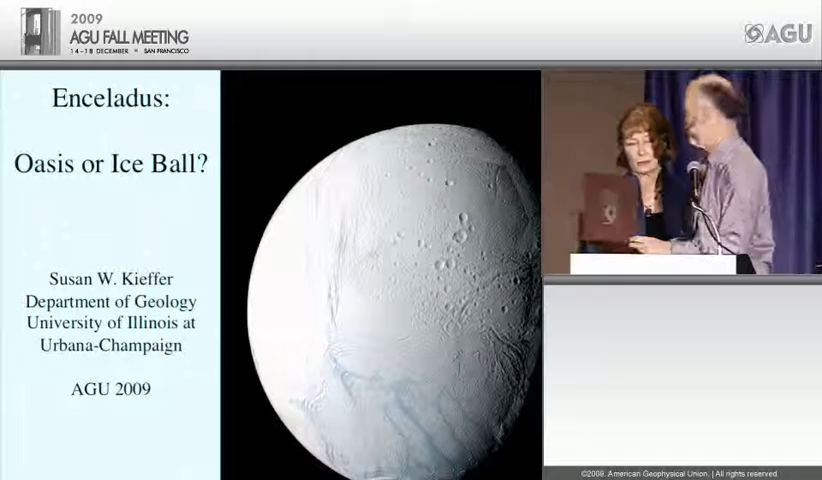 2009
AGU FALL MEETING
14-18 DECEMBER • SAN FRANCISCO
AGU
Enceladus:
Oasis or Ice Ball?
Susan W. Kieffer
Department of Geology
University of Illinois at
Urbana-Champaign
AGU 2009
©2009. American Geophysical Union. | All rights reserved